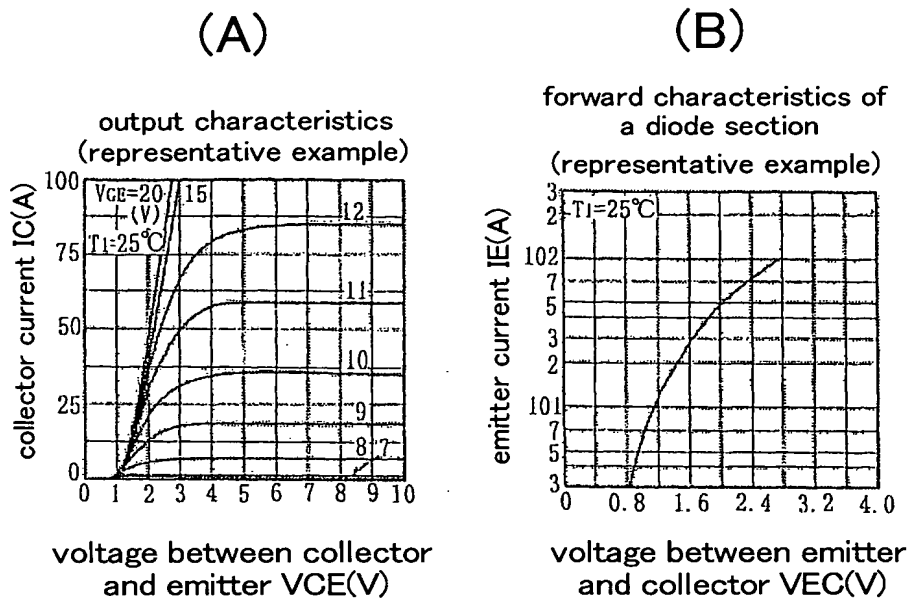 (A)
output characteristics
(representative example)
collector current IC(A)
100
75
50
25
0
VGE=20
(V)
T1=25℃
15
12
11
10
9
8
7
0 1 2 3 4 5 6 7 8 9 10
voltage between collector
and emitter VCE(V)
(B)
forward characteristics of
a diode section
(representative example)
emitter current IE(A)
3
2
102
7
5
3
2
101
7
5
3
T1=25℃
0 0.8 1.6 2.4 3.2 4.0
voltage between emitter
and collector VEC(V)